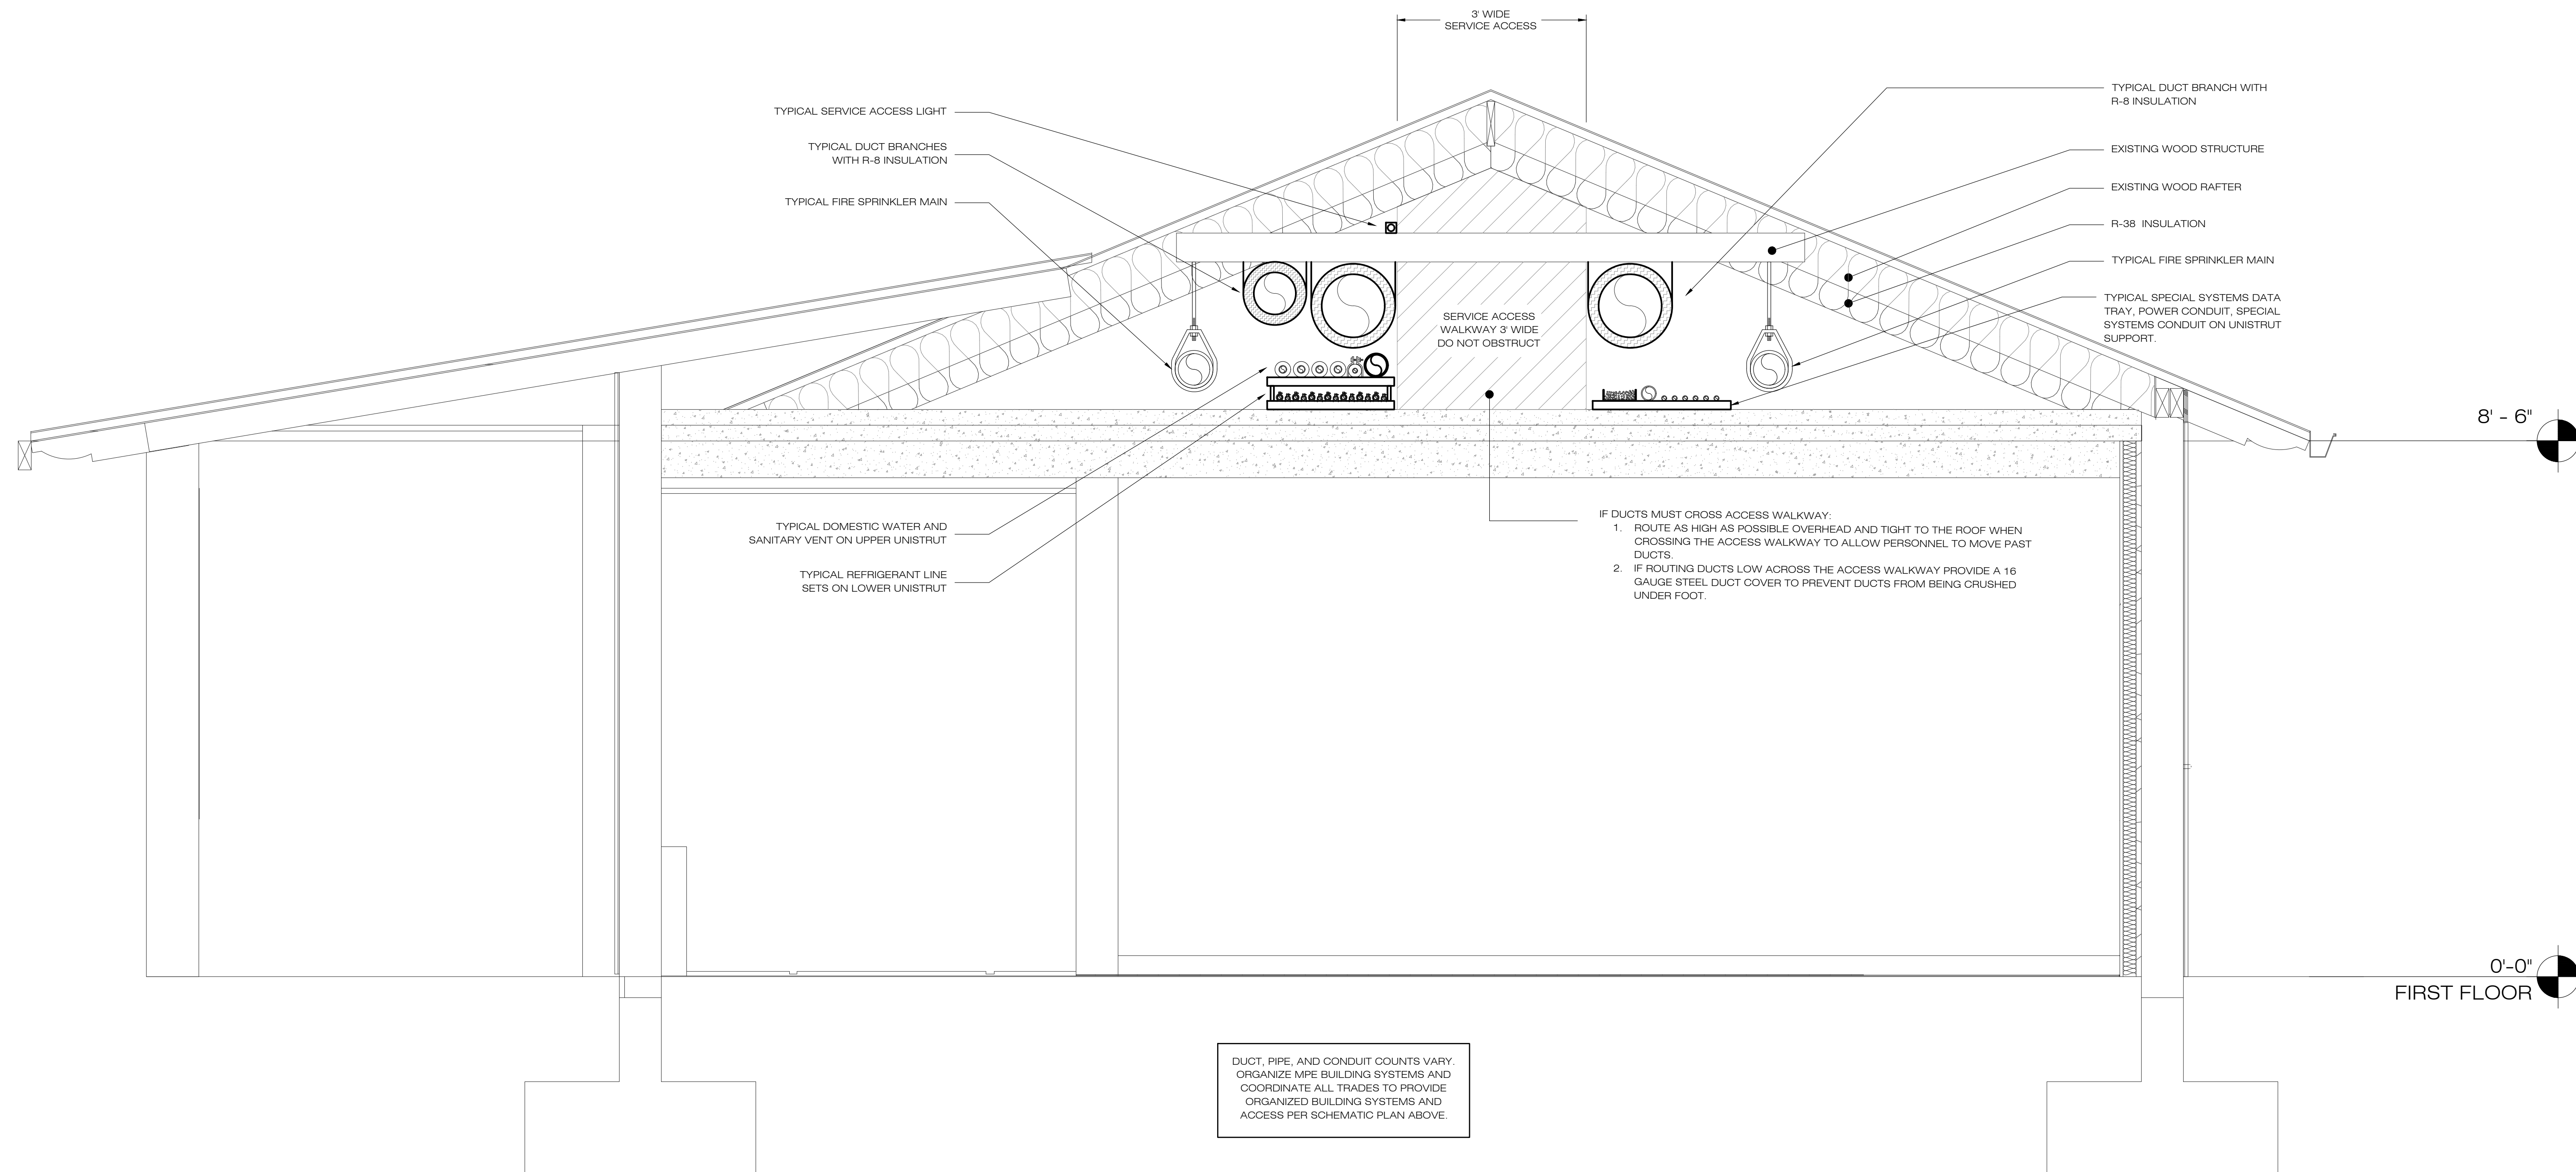 3' WIDE
SERVICE ACCESS
TYPICAL SERVICE ACCESS LIGHT
TYPICAL DUCT BRANCHES
WITH R-8 INSULATION
TYPICAL FIRE SPRINKLER MAIN
TYPICAL DUCT BRANCH WITH
R-8 INSULATION
EXISTING WOOD STRUCTURE
EXISTING WOOD RAFTER
R-38 INSULATION
TYPICAL FIRE SPRINKLER MAIN
TYPICAL SPECIAL SYSTEMS DATA
TRAY, POWER CONDUIT, SPECIAL
SYSTEMS CONDUIT ON UNISTRUT
SUPPORT.
SERVICE ACCESS
WALKWAY 3' WIDE
DO NOT OBSTRUCT
8' - 6"
TYPICAL DOMESTIC WATER AND
SANITARY VENT ON UPPER UNISTRUT
TYPICAL REFRIGERANT LINE
SETS ON LOWER UNISTRUT
IF DUCTS MUST CROSS ACCESS WALKWAY:
1. ROUTE AS HIGH AS POSSIBLE OVERHEAD AND TIGHT TO THE ROOF WHEN
CROSSING THE ACCESS WALKWAY TO ALLOW PERSONNEL TO MOVE PAST
DUCTS.
2. IF ROUTING DUCTS LOW ACROSS THE ACCESS WALKWAY PROVIDE A 16
GAUGE STEEL DUCT COVER TO PREVENT DUCTS FROM BEING CRUSHED
UNDER FOOT.
0'-0"
FIRST FLOOR
DUCT, PIPE, AND CONDUIT COUNTS VARY.
ORGANIZE MPE BUILDING SYSTEMS AND
COORDINATE ALL TRADES TO PROVIDE
ORGANIZED BUILDING SYSTEMS AND
ACCESS PER SCHEMATIC PLAN ABOVE.